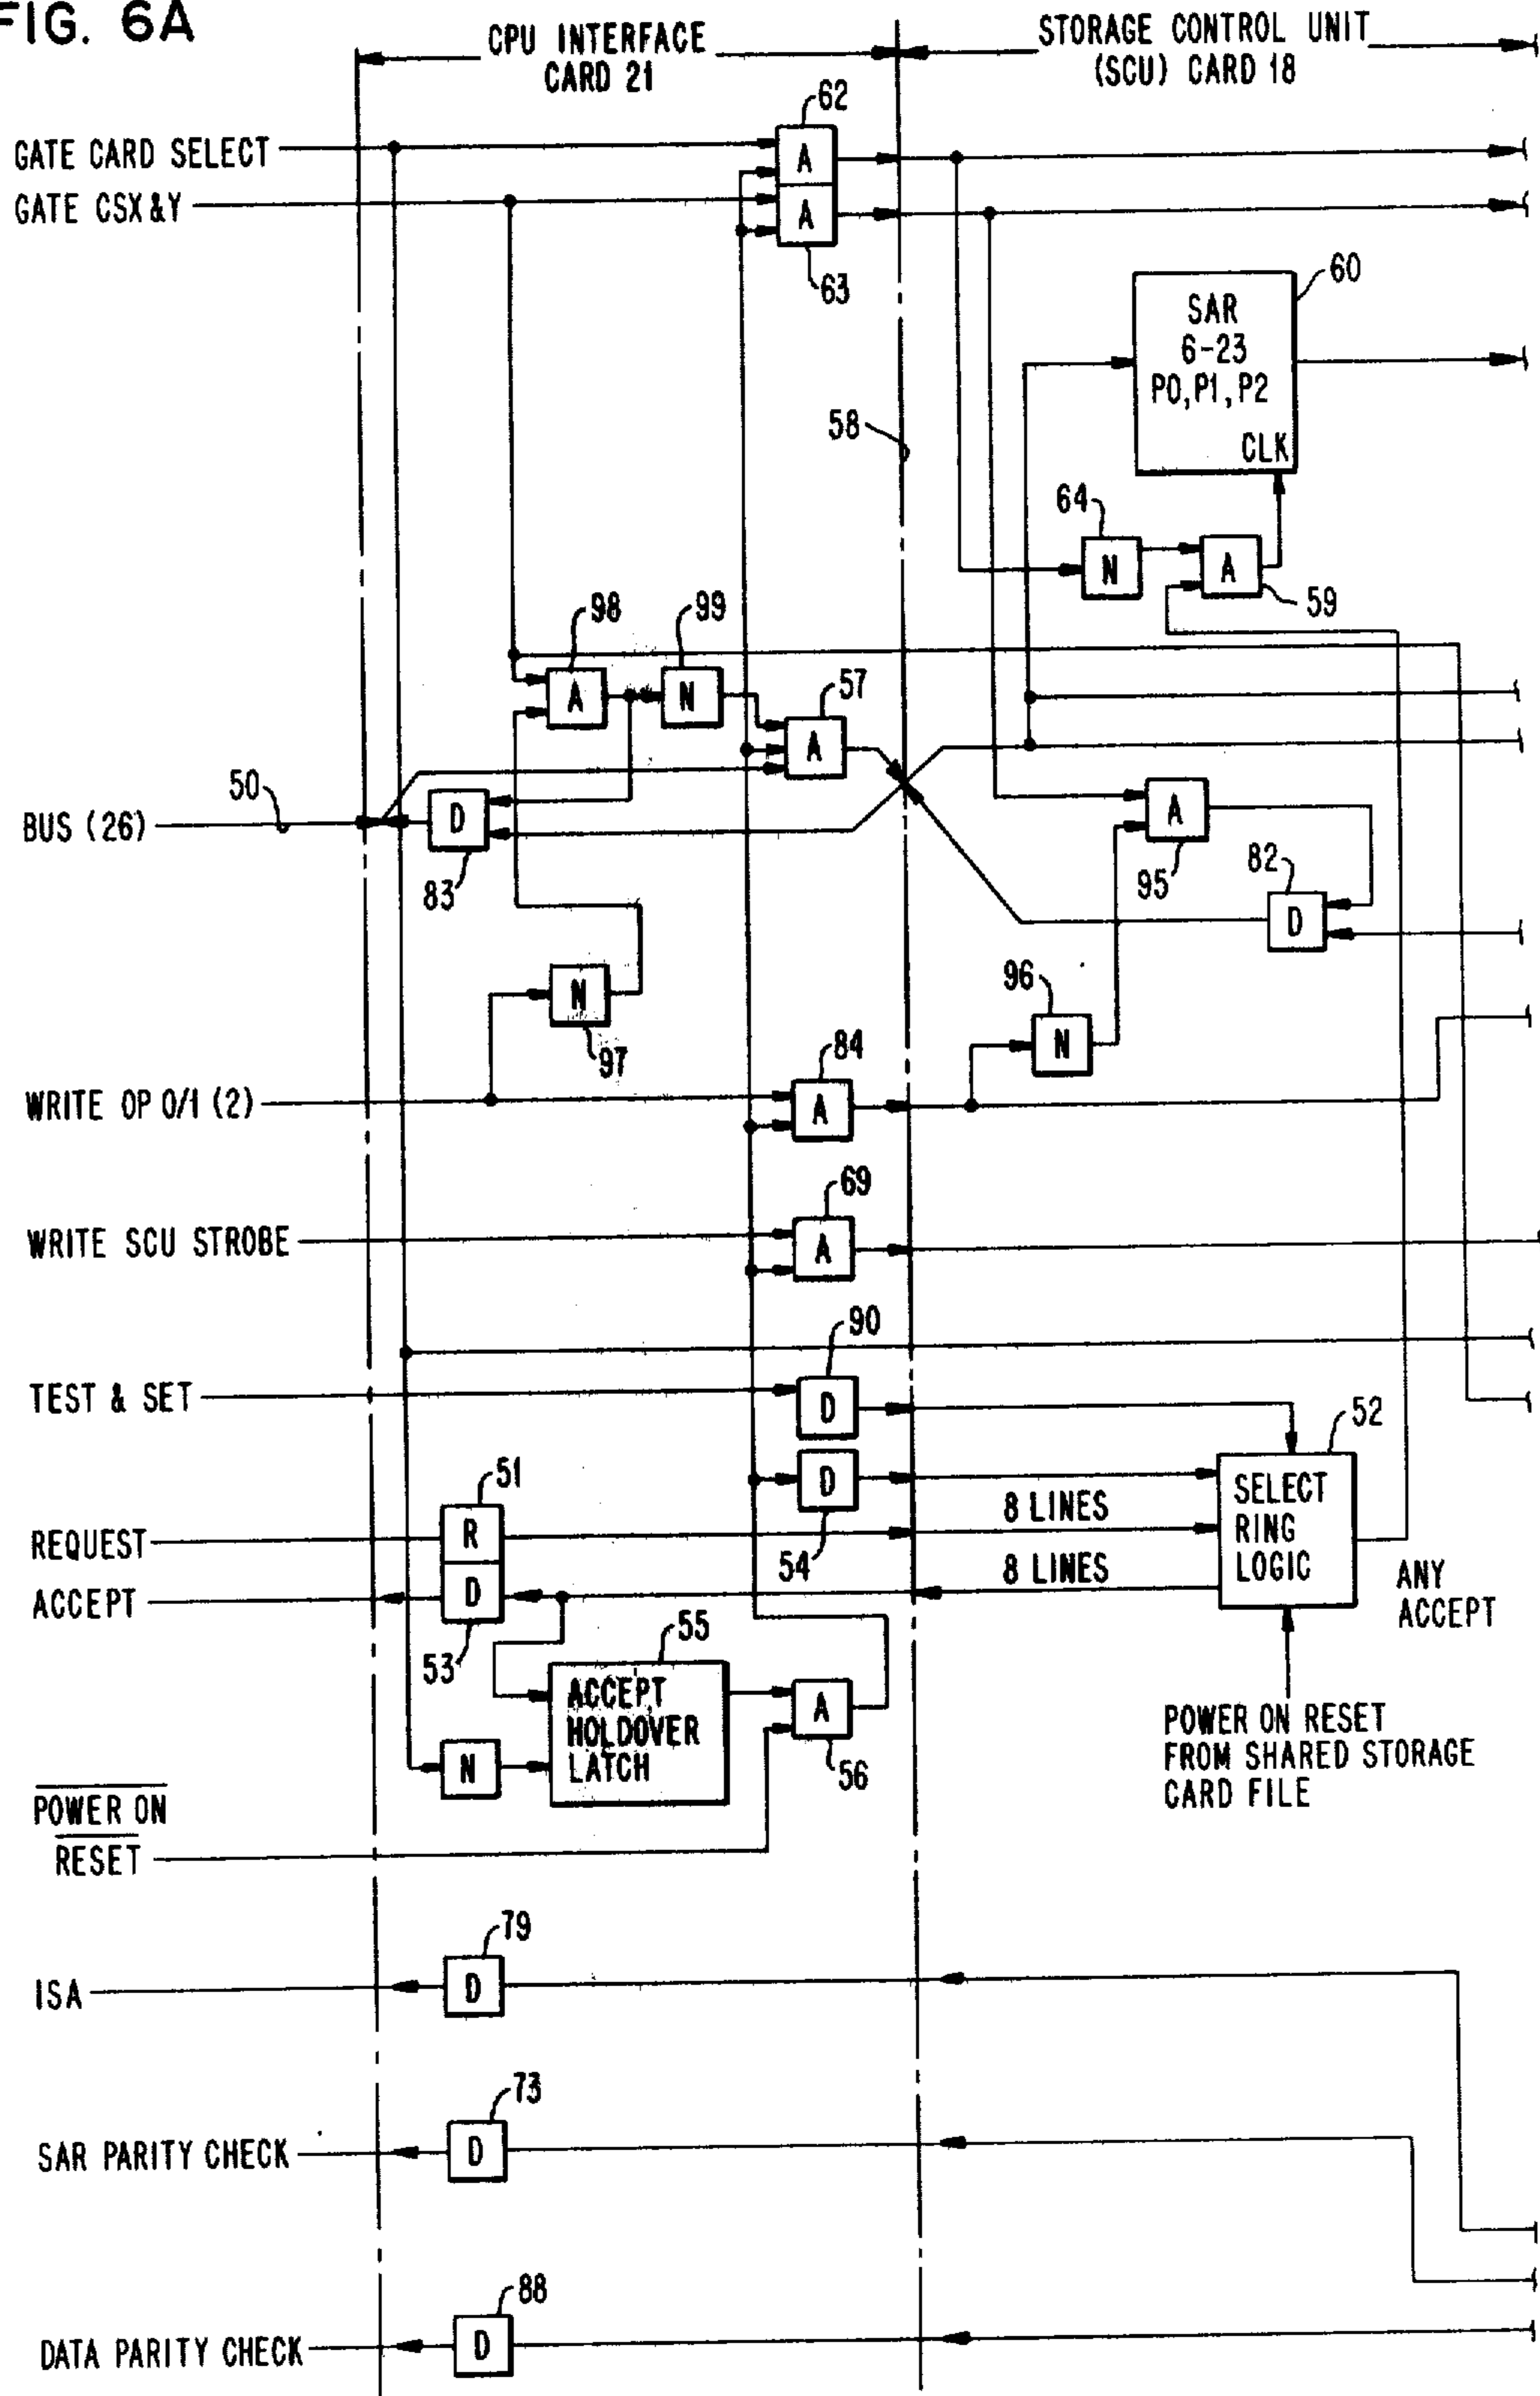 FIG. 6A
CPU INTERFACE
CARD 21
STORAGE CONTROL UNIT
(SCU) CARD 18
62
GATE CARD SELECT
A
GATE CSX&Y
A
63
60
SAR
6-23
P0, P1, P2
CLK
58
64
N
A
59
98
99
A
N
57
A
50
BUS (26)
D
83
A
95
82
D
N
97
96
N
84
WRITE OP 0/1 (2)
A
69
WRITE SCU STROBE
A
90
TEST & SET
D
52
51
D
SELECT
RING
LOGIC
REQUEST
R
8 LINES
54
8 LINES
ACCEPT
D
ANY
ACCEPT
53
55
ACCEPT
HOLDOVER
LATCH
A
56
N
POWER ON RESET
FROM SHARED STORAGE
CARD FILE
POWER ON
RESET
79
ISA
D
73
SAR PARITY CHECK
D
88
DATA PARITY CHECK
D